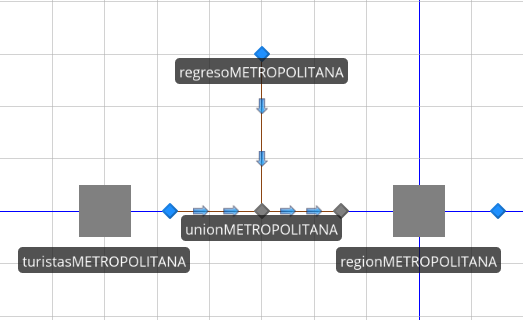 regresoMETROPOLITANA
unionMETROPOLITANA
turistasMETROPOLITANA
regionMETROPOLITANA